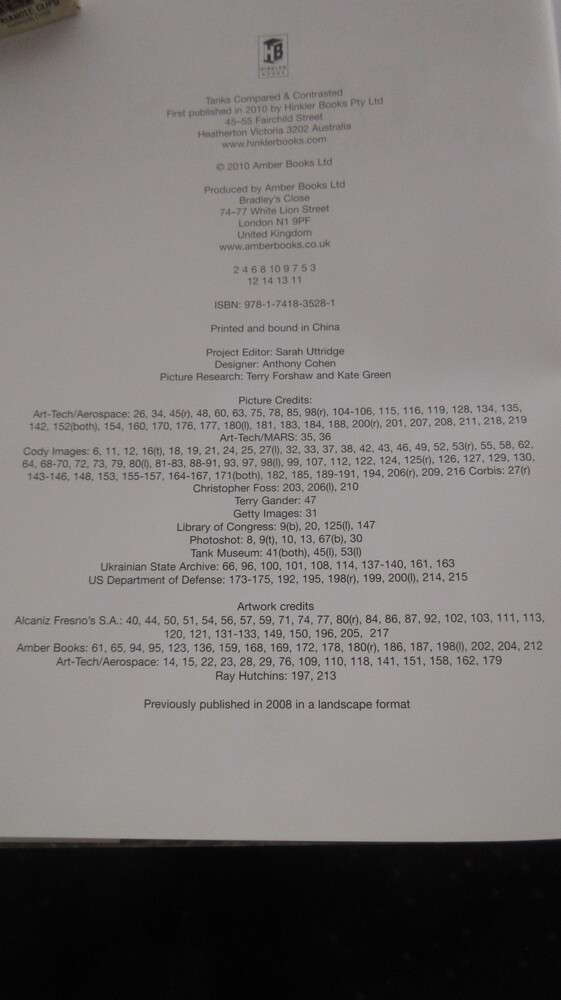 HB
HINKLER
BOOKS
Tanks Compared & Contrasted
First published in 2010 by Hinkler Books Pty Ltd
45–55 Fairchild Street
Heatherton Victoria 3202 Australia
www.hinklerbooks.com
© 2010 Amber Books Ltd
Produced by Amber Books Ltd
Bradley's Close
74–77 White Lion Street
London N1 9PF
United Kingdom
www.amberbooks.co.uk
2 4 6 8 10 9 7 5 3
12 14 13 11
ISBN: 978-1-7418-3528-1
Printed and bound in China
Project Editor: Sarah Uttridge
Designer: Anthony Cohen
Picture Research: Terry Forshaw and Kate Green
Picture Credits:
Art-Tech/Aerospace: 26, 34, 45(r), 48, 60, 63, 75, 78, 85, 98(r), 104-106, 115, 116, 119, 128, 134, 135,
142, 152(both), 154, 160, 170, 176, 177, 180(l), 181, 183, 184, 188, 200(r), 201, 207, 208, 211, 218, 219
Art-Tech/MARS: 35, 36
Cody Images: 6, 11, 12, 16(t), 18, 19, 21, 24, 25, 27(l), 32, 33, 37, 38, 42, 43, 46, 49, 52, 53(r), 55, 58, 62,
64, 68-70, 72, 73, 79, 80(l), 81-83, 88-91, 93, 97, 98(l), 99, 107, 112, 122, 124, 125(r), 126, 127, 129, 130,
143-146, 148, 153, 155-157, 164-167, 171(both), 182, 185, 189-191, 194, 206(r), 209, 216 Corbis: 27(r)
Christopher Foss: 203, 206(l), 210
Terry Gander: 47
Getty Images: 31
Library of Congress: 9(b), 20, 125(l), 147
Photoshot: 8, 9(t), 10, 13, 67(b), 30
Tank Museum: 41(both), 45(l), 53(l)
Ukrainian State Archive: 66, 96, 100, 101, 108, 114, 137-140, 161, 163
US Department of Defense: 173-175, 192, 195, 198(r), 199, 200(l), 214, 215
Artwork credits
Alcaniz Fresno's S.A.: 40, 44, 50, 51, 54, 56, 57, 59, 71, 74, 77, 80(r), 84, 86, 87, 92, 102, 103, 111, 113,
120, 121, 131-133, 149, 150, 196, 205, 217
Amber Books: 61, 65, 94, 95, 123, 136, 159, 168, 169, 172, 178, 180(r), 186, 187, 198(l), 202, 204, 212
Art-Tech/Aerospace: 14, 15, 22, 23, 28, 29, 76, 109, 110, 118, 141, 151, 158, 162, 179
Ray Hutchins: 197, 213
Previously published in 2008 in a landscape format